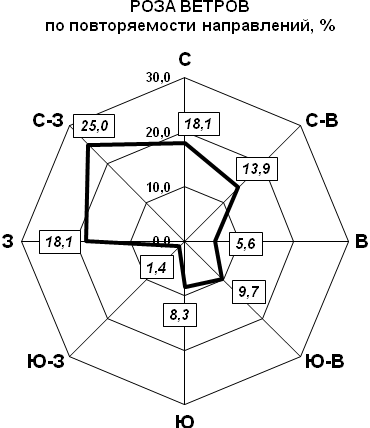 РОЗА ВЕТРОВ
по повторяемости направлений, %
С
30,0
С-З
25,0
20,0
18,1
С-В
13,9
10,0
З
18,1
0,0
5,6
В
1,4
9,7
8,3
Ю-З
Ю-В
Ю